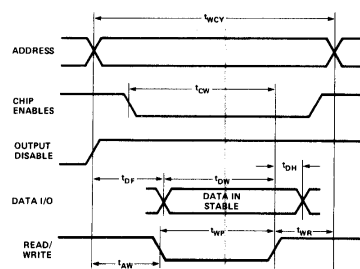 tWCY
ADDRESS
tCW
CHIP
ENABLES
OUTPUT
DISABLE
tDH
tDF
tDW
DATA I/O
DATA IN
STABLE
tWP
tWR
READ/
WRITE
tAW